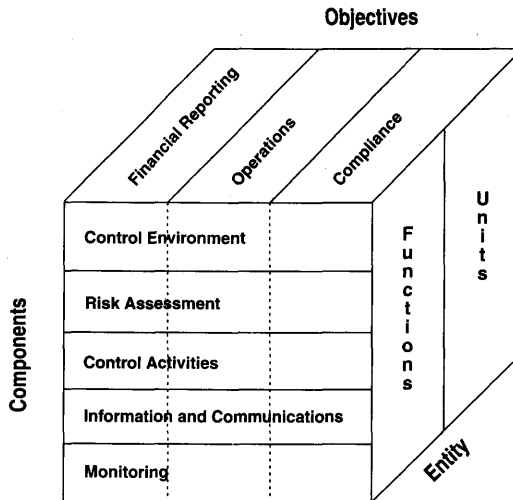 Objectives
Financial Reporting
Operations
Compliance
Components
Control Environment
Risk Assessment
Control Activities
Information and Communications
Monitoring
Functions
Units
Entity